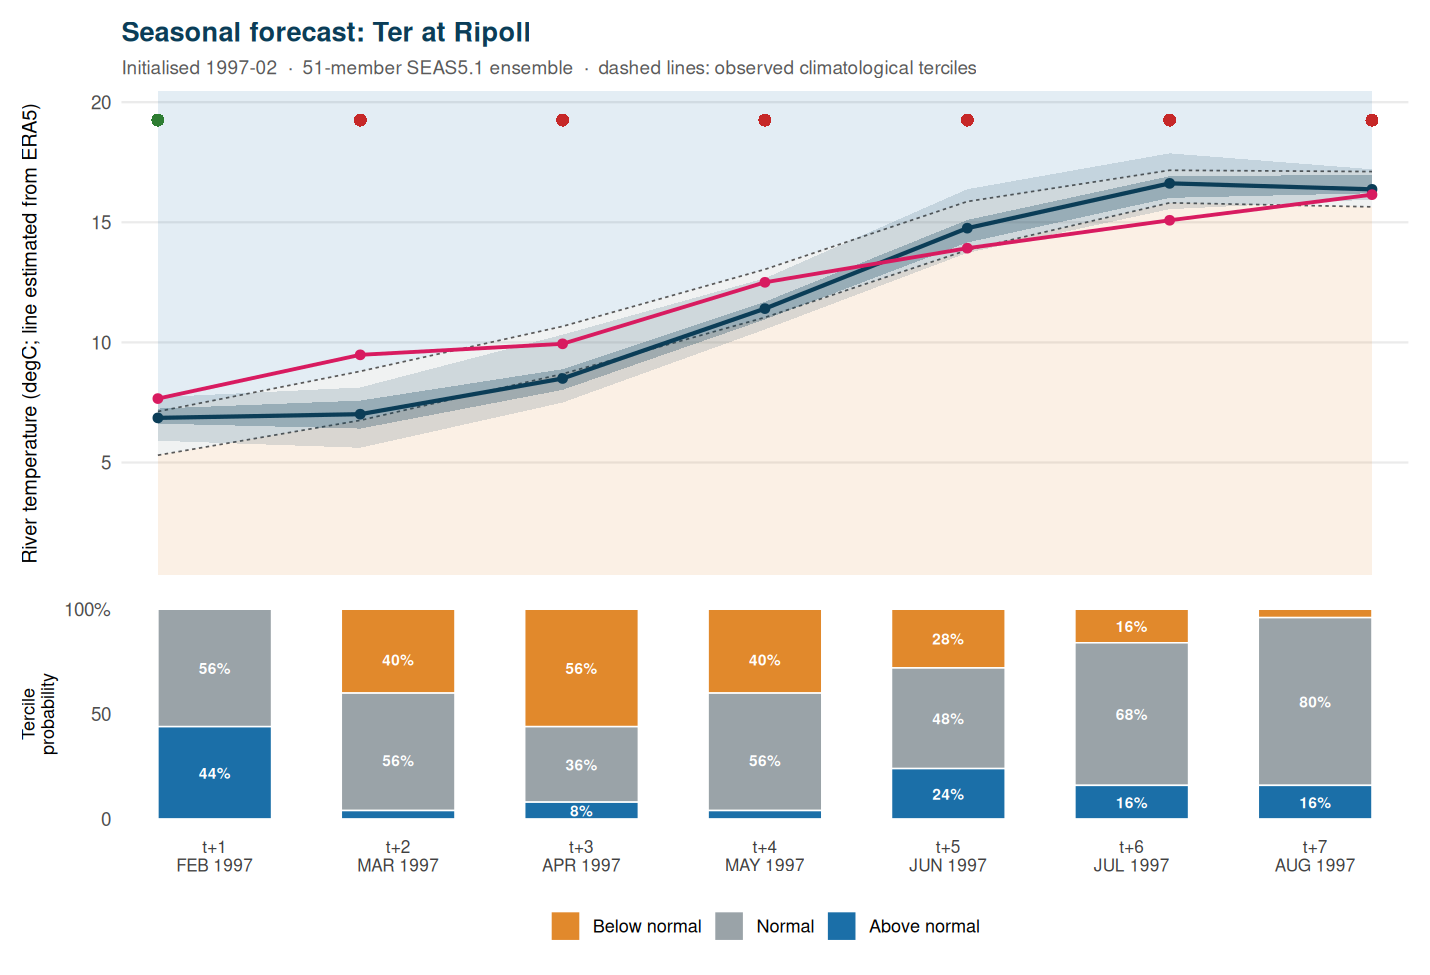 Seasonal forecast: Ter at Ripoll
Initialised 1997-02 · 51-member SEAS5.1 ensemble · dashed lines: observed climatological terciles
River temperature (degC; line estimated from ERA5)
20
15
10
5
Tercile
probability
100%
50
0
56%
44%
40%
56%
56%
36%
8%
40%
56%
28%
48%
24%
16%
68%
16%
80%
16%
t+1
FEB 1997
t+2
MAR 1997
t+3
APR 1997
t+4
MAY 1997
t+5
JUN 1997
t+6
JUL 1997
t+7
AUG 1997
Below normal
Normal
Above normal